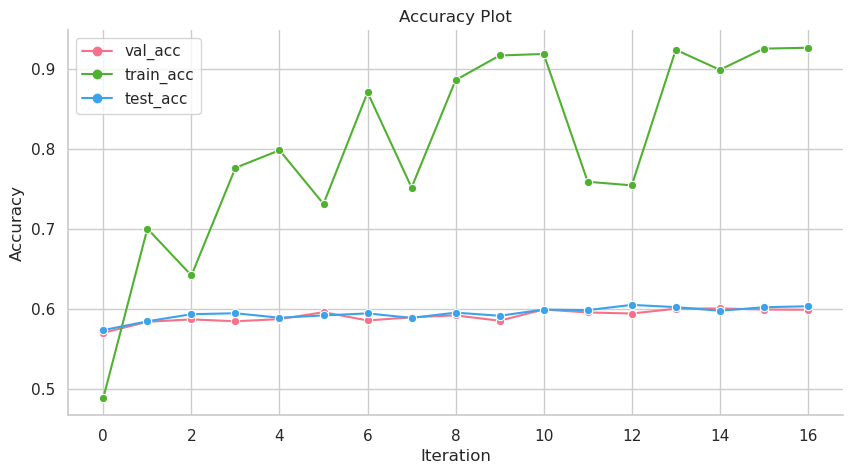 Accuracy Plot
val_acc
train_acc
test_acc
0.9
0.8
0.7
0.6
0.5
Accuracy
0 2 4 6 8 10 12 14 16
Iteration